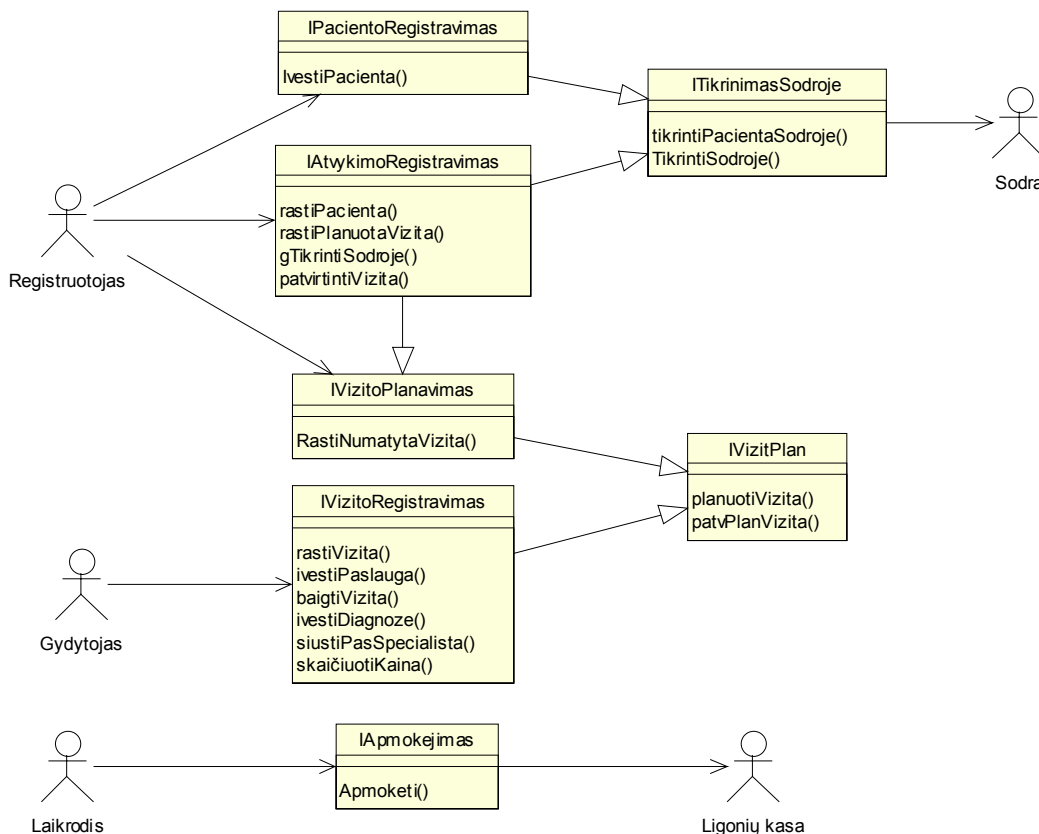 IPacientoRegistravimas
IvestiPacienta()
ITikrinimasSodroje
tikrintiPacientaSodroje()
TikrintiSodroje()
Sodra
IAtvykimoRegistravimas
rastiPacienta()
rastiPlanuotaVizita()
gTikrintiSodroje()
patvirtintiVizita()
Registruotojas
IVizitoPlanavimas
RastiNumatytaVizita()
IVizitPlan
planuotiVizita()
patvPlanVizita()
IVizitoRegistravimas
rastiVizita()
ivestiPaslauga()
baigtiVizita()
ivestiDiagnoze()
siustiPasSpecialista()
skaičiuotiKaina()
Gydytojas
IApmokejimas
Apmoketi()
Laikrodis
Ligonių kasa